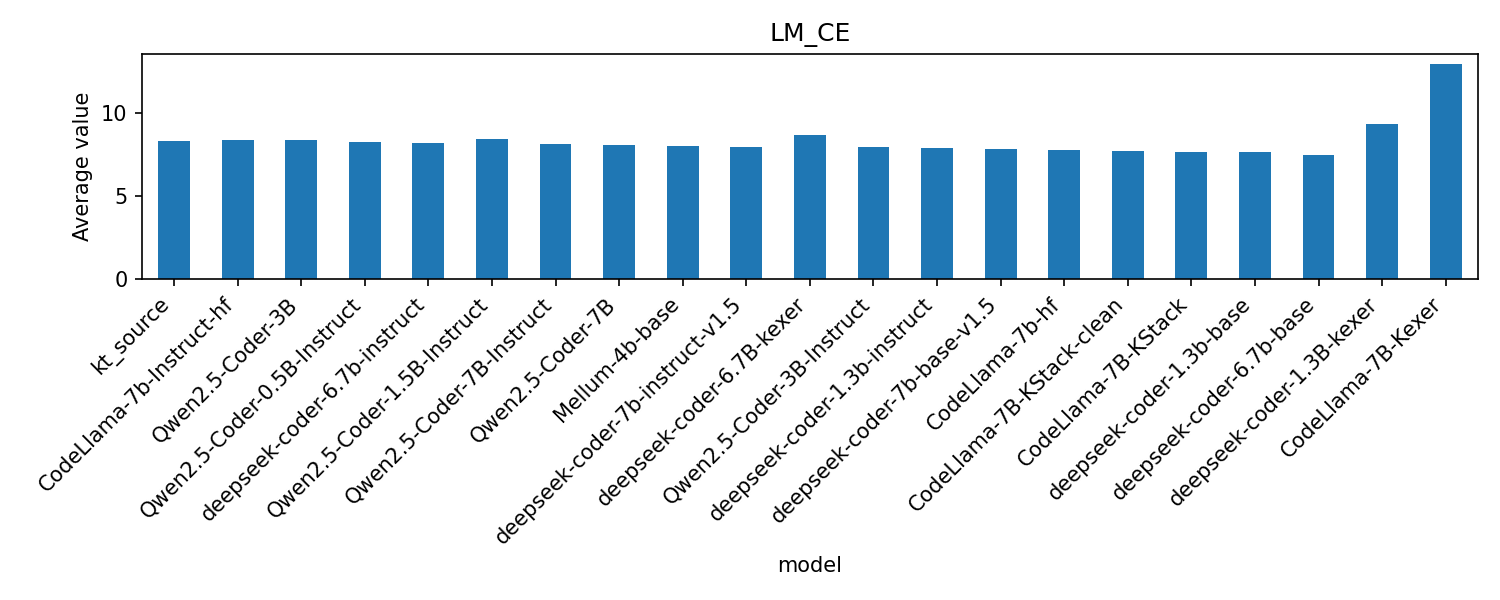 LM_CE
Average value
10
5
0
kt_source
CodeLlama-7b-Instruct-hf
Qwen2.5-Coder-3B
Qwen2.5-Coder-0.5B-Instruct
deepseek-coder-6.7b-instruct
Qwen2.5-Coder-1.5B-Instruct
Qwen2.5-Coder-7B-Instruct
Qwen2.5-Coder-7B
Mellum-4b-base
deepseek-coder-7b-instruct-v1.5
deepseek-coder-6.7B-kexer
Qwen2.5-Coder-3B-Instruct
deepseek-coder-1.3b-instruct
deepseek-coder-7b-base-v1.5
CodeLlama-7b-hf
CodeLlama-7B-KStack-clean
CodeLlama-7B-KStack
deepseek-coder-1.3b-base
deepseek-coder-6.7b-base
deepseek-coder-1.3B-kexer
CodeLlama-7B-Kexer
model